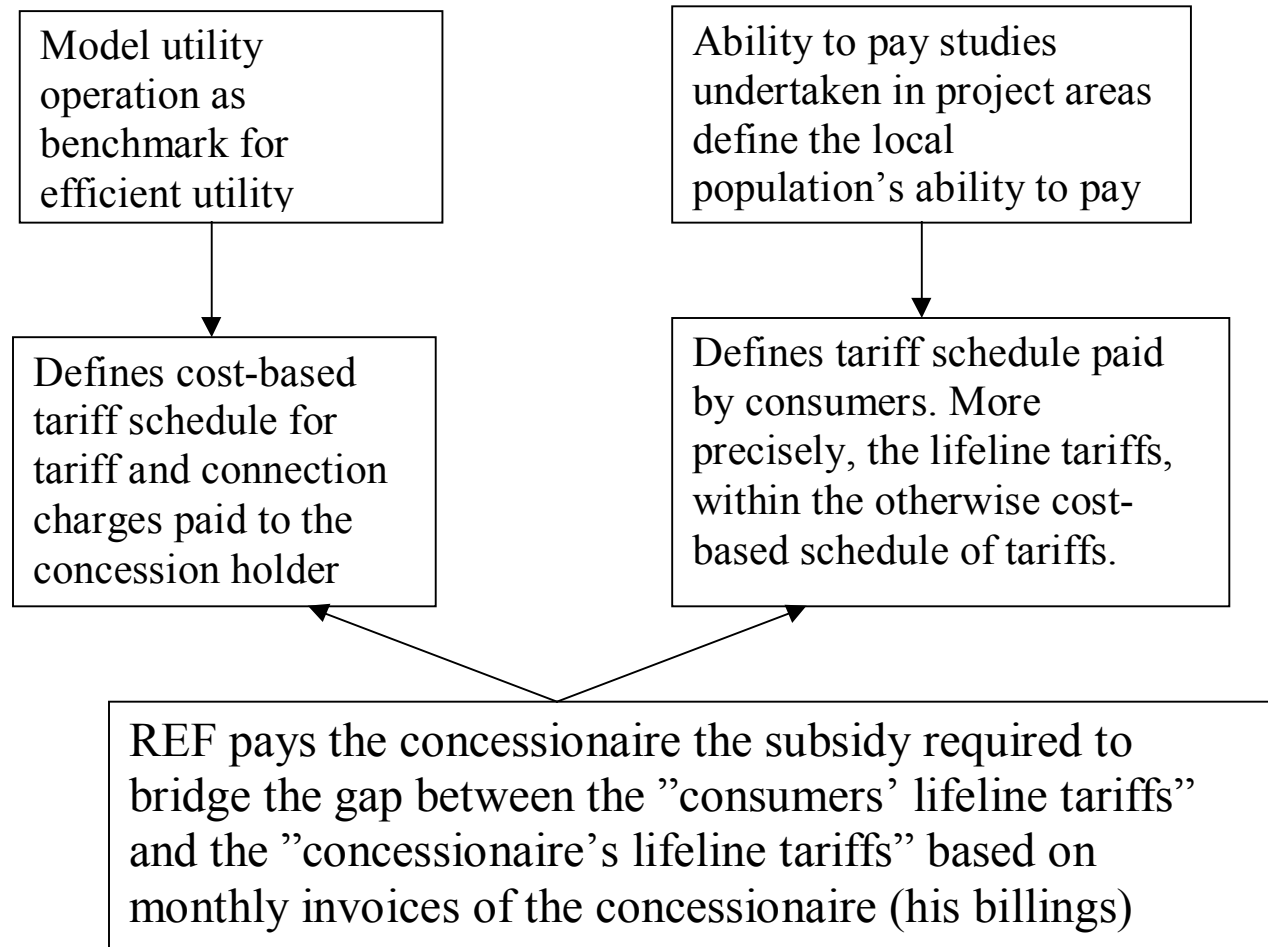 Model utility
operation as
benchmark for
efficient utility
Ability to pay studies
undertaken in project areas
define the local
population’s ability to pay
Defines cost-based
tariff schedule for
tariff and connection
charges paid to the
concession holder
Defines tariff schedule paid
by consumers. More
precisely, the lifeline tariffs,
within the otherwise cost-
based schedule of tariffs.
REF pays the concessionaire the subsidy required to
bridge the gap between the ”consumers’ lifeline tariffs”
and the ”concessionaire’s lifeline tariffs” based on
monthly invoices of the concessionaire (his billings)